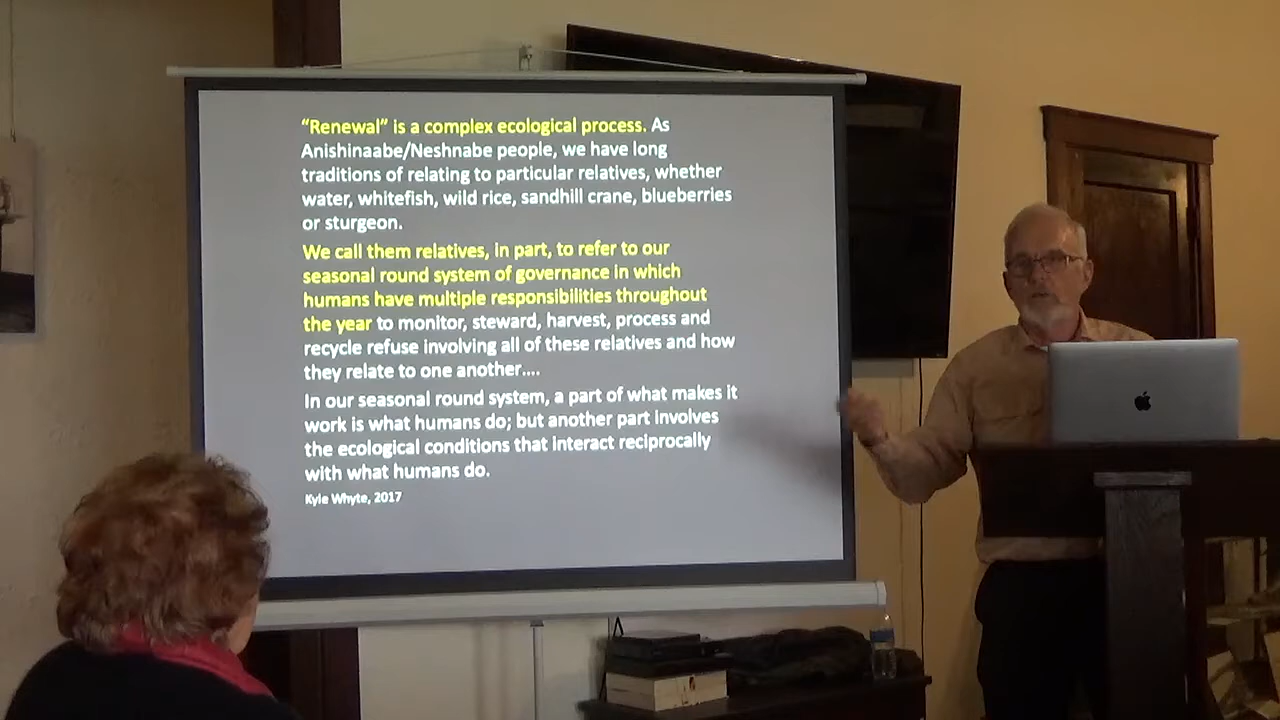 “Renewal” is a complex ecological process. As
Anishinaabe/Neshnabe people, we have long
traditions of relating to particular relatives, whether
water, whitefish, wild rice, sandhill crane, blueberries
or sturgeon.
We call them relatives, in part, to refer to our
seasonal round system of governance in which
humans have multiple responsibilities throughout
the year to monitor, steward, harvest, process and
recycle refuse involving all of these relatives and how
they relate to one another....
In our seasonal round system, a part of what makes it
work is what humans do; but another part involves
the ecological conditions that interact reciprocally
with what humans do.
Kyle Whyte, 2017